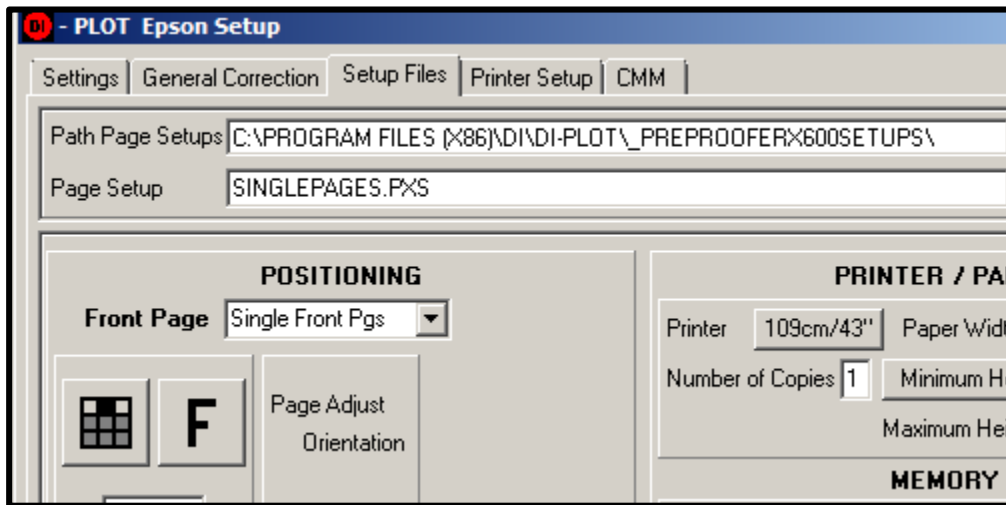 DI - PLOT Epson Setup
Settings General Correction Setup Files Printer Setup CMM
Path Page Setups C:\PROGRAM FILES (X86)\DI\DI-PLOT\_PREPROOFERX600SETUPS\
Page Setup SINGLEPAGES.PXS
POSITIONING
Front Page Single Front Pgs
F
Page Adjust
Orientation
PRINTER / PA
Printer 109cm/43" Paper Widt
Number of Copies 1 Minimum H
Maximum Hei
MEMORY